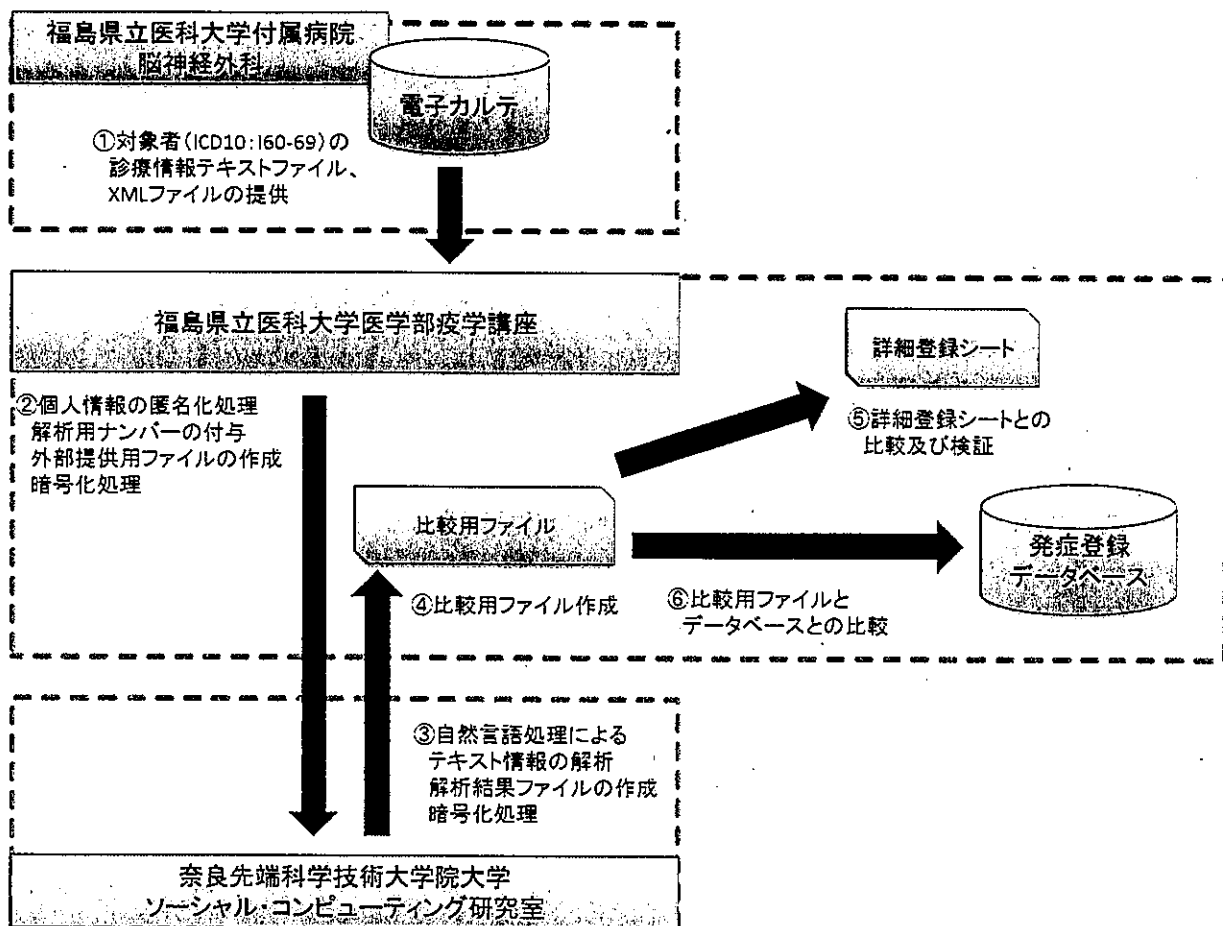 福島県立医科大学付属病院
脳神経外科
電子カルテ
①対象者(ICD10:I60-69)の
診療情報テキストファイル、
XMLファイルの提供
福島県立医科大学医学部疫学講座
②個人情報の匿名化処理
解析用ナンバーの付与
外部提供用ファイルの作成
暗号化処理
詳細登録シート
⑤詳細登録シートとの
比較及び検証
比較用ファイル
発症登録
データベース
④比較用ファイル作成
⑥比較用ファイルと
データベースとの比較
③自然言語処理による
テキスト情報の解析
解析結果ファイルの作成
暗号化処理
奈良先端科学技術大学院大学
ソーシャル・コンピューティング研究室